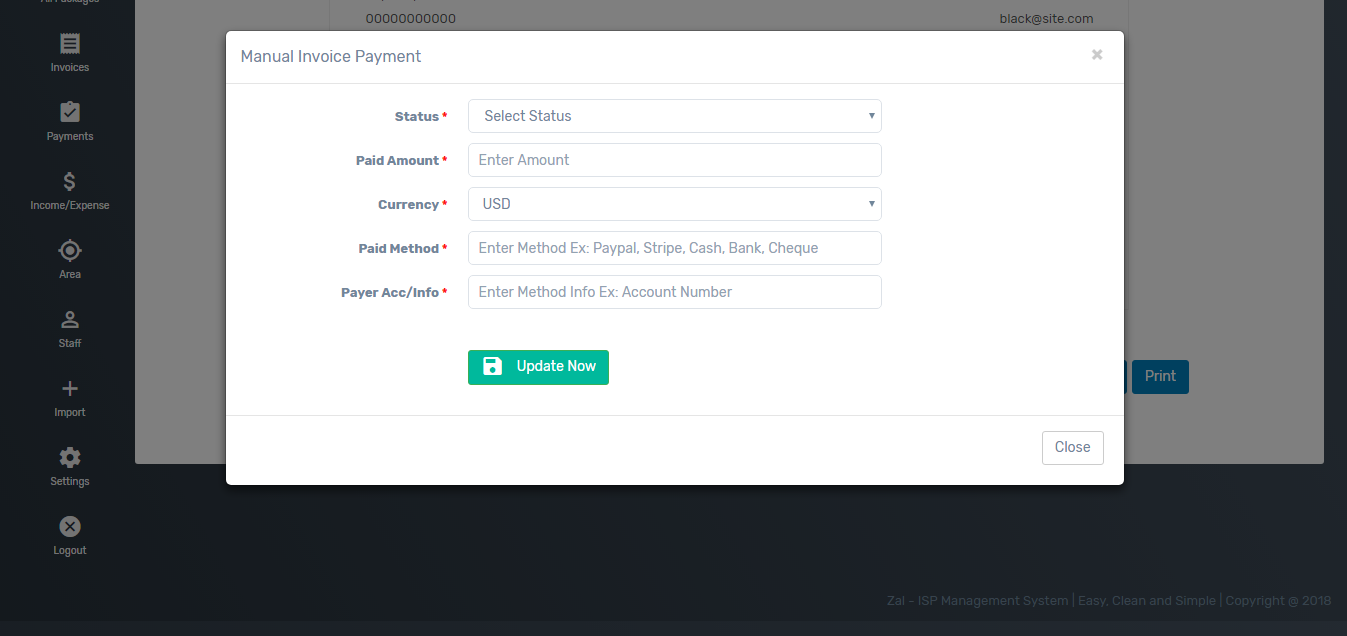 All Packages
Invoices
Payments
Income/Expense
Area
Staff
Import
Settings
Logout
00000000000
black@site.com
Manual Invoice Payment
×
Status *
Select Status
Paid Amount *
Enter Amount
Currency *
USD
Paid Method *
Enter Method Ex: Paypal, Stripe, Cash, Bank, Cheque
Payer Acc/Info *
Enter Method Info Ex: Account Number
Update Now
Print
Close
Zal - ISP Management System | Easy, Clean and Simple | Copyright @ 2018